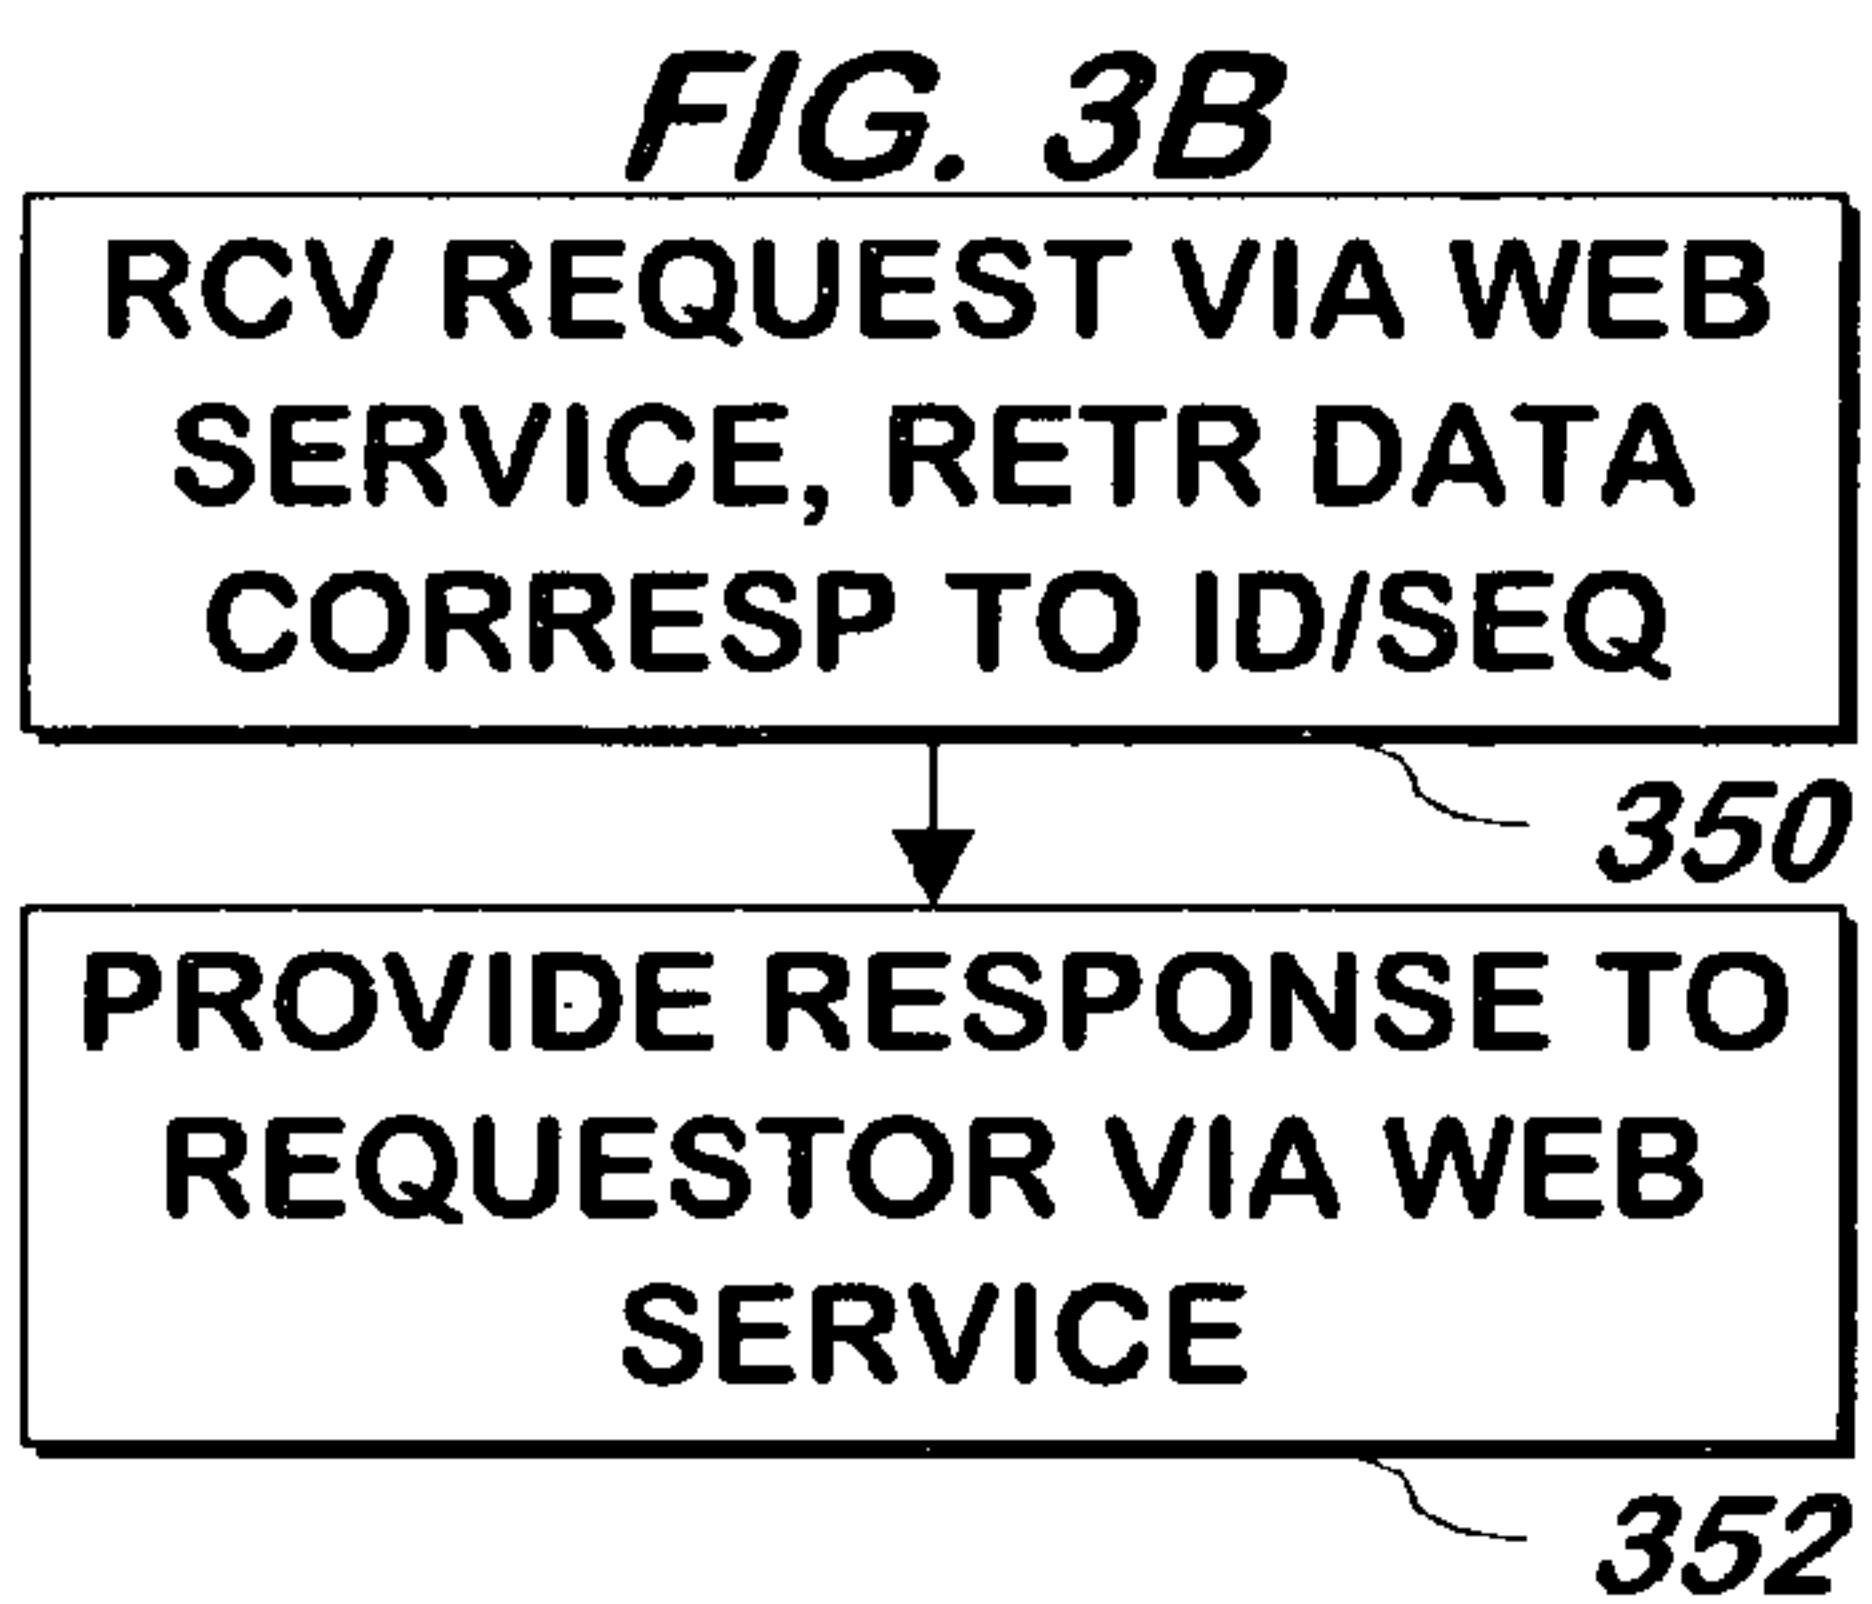 FIG. 3B
RCV REQUEST VIA WEB
SERVICE, RETR DATA
CORRESP TO ID/SEQ
350
PROVIDE RESPONSE TO
REQUESTOR VIA WEB
SERVICE
352